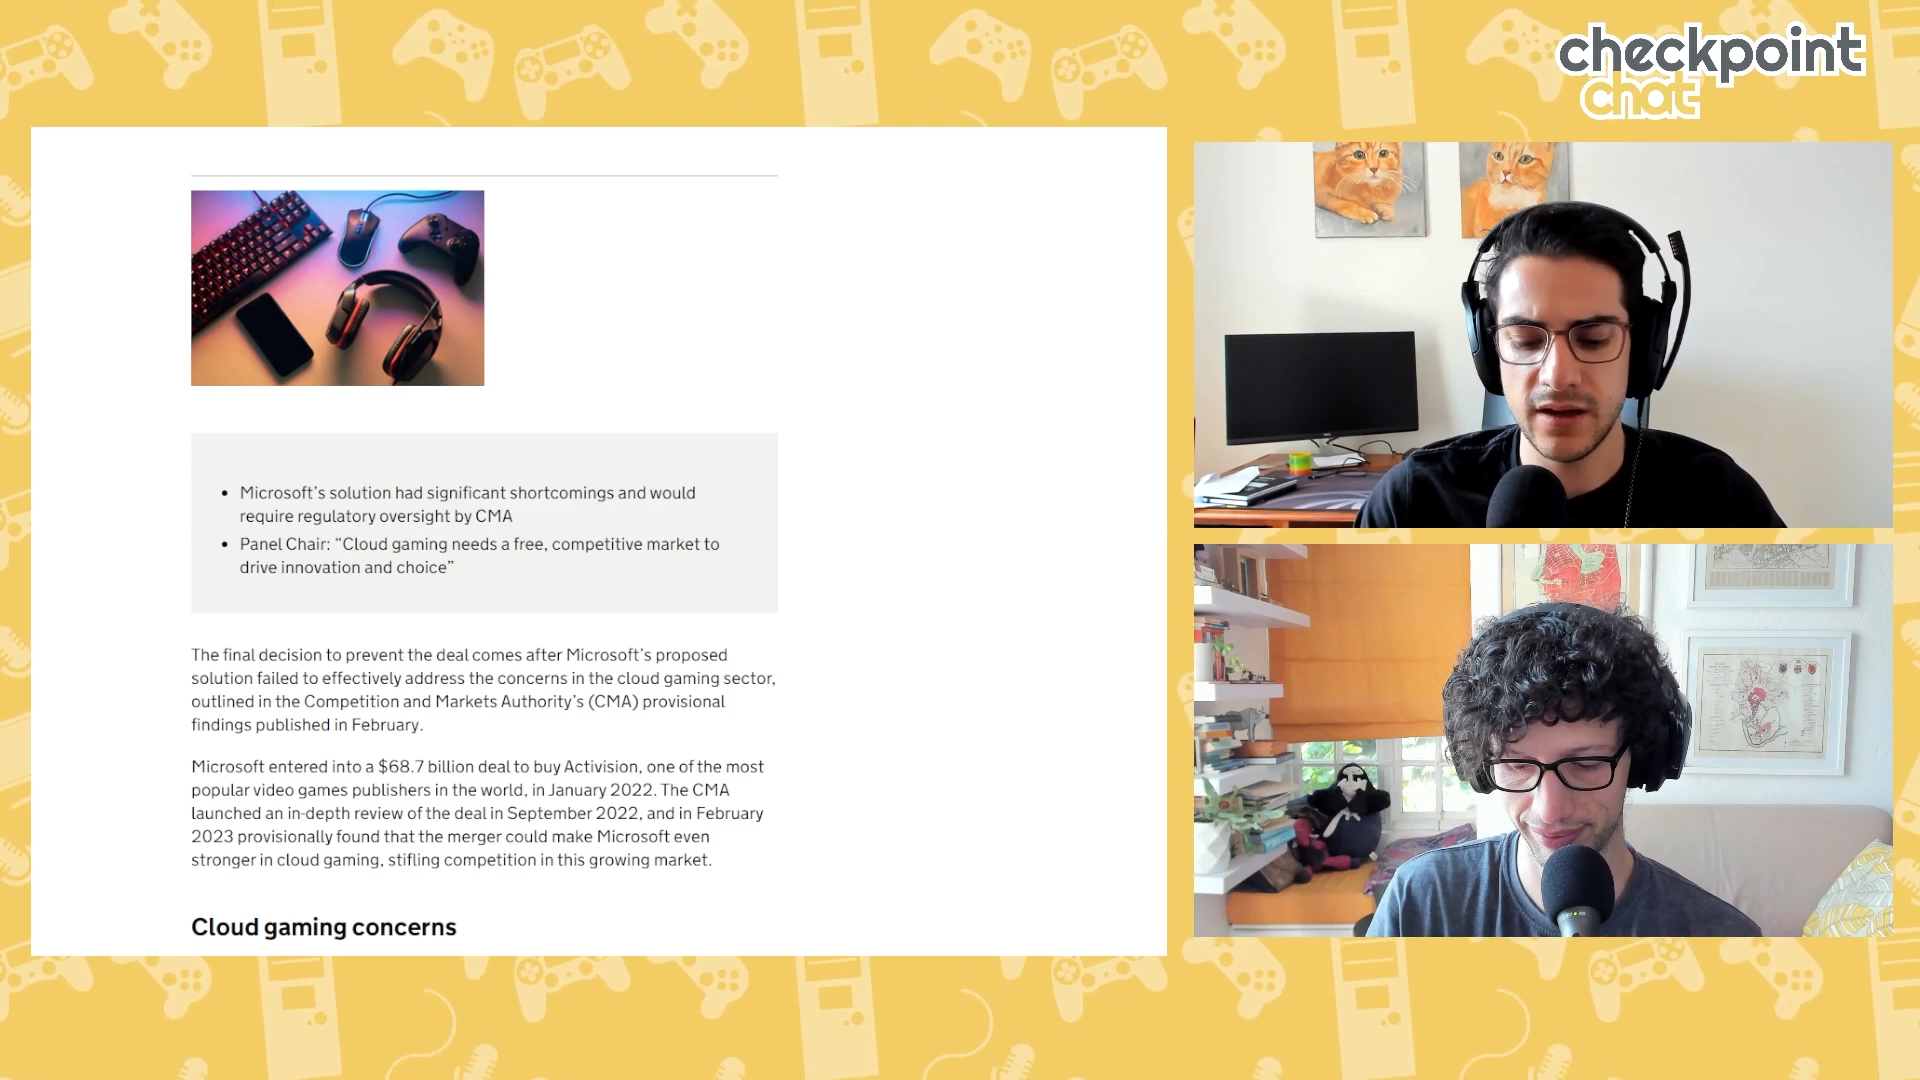 checkpoint
chat
Microsoft's solution had significant shortcomings and would
require regulatory oversight by CMA
Panel Chair: “Cloud gaming needs a free, competitive market to
drive innovation and choice”
The final decision to prevent the deal comes after Microsoft's proposed
solution failed to effectively address the concerns in the cloud gaming sector,
outlined in the Competition and Markets Authority's (CMA) provisional
findings published in February.
Microsoft entered into a $68.7 billion deal to buy Activision, one of the most
popular video games publishers in the world, in January 2022. The CMA
launched an in-depth review of the deal in September 2022, and in February
2023 provisionally found that the merger could make Microsoft even
stronger in cloud gaming, stifling competition in this growing market.
Cloud gaming concerns